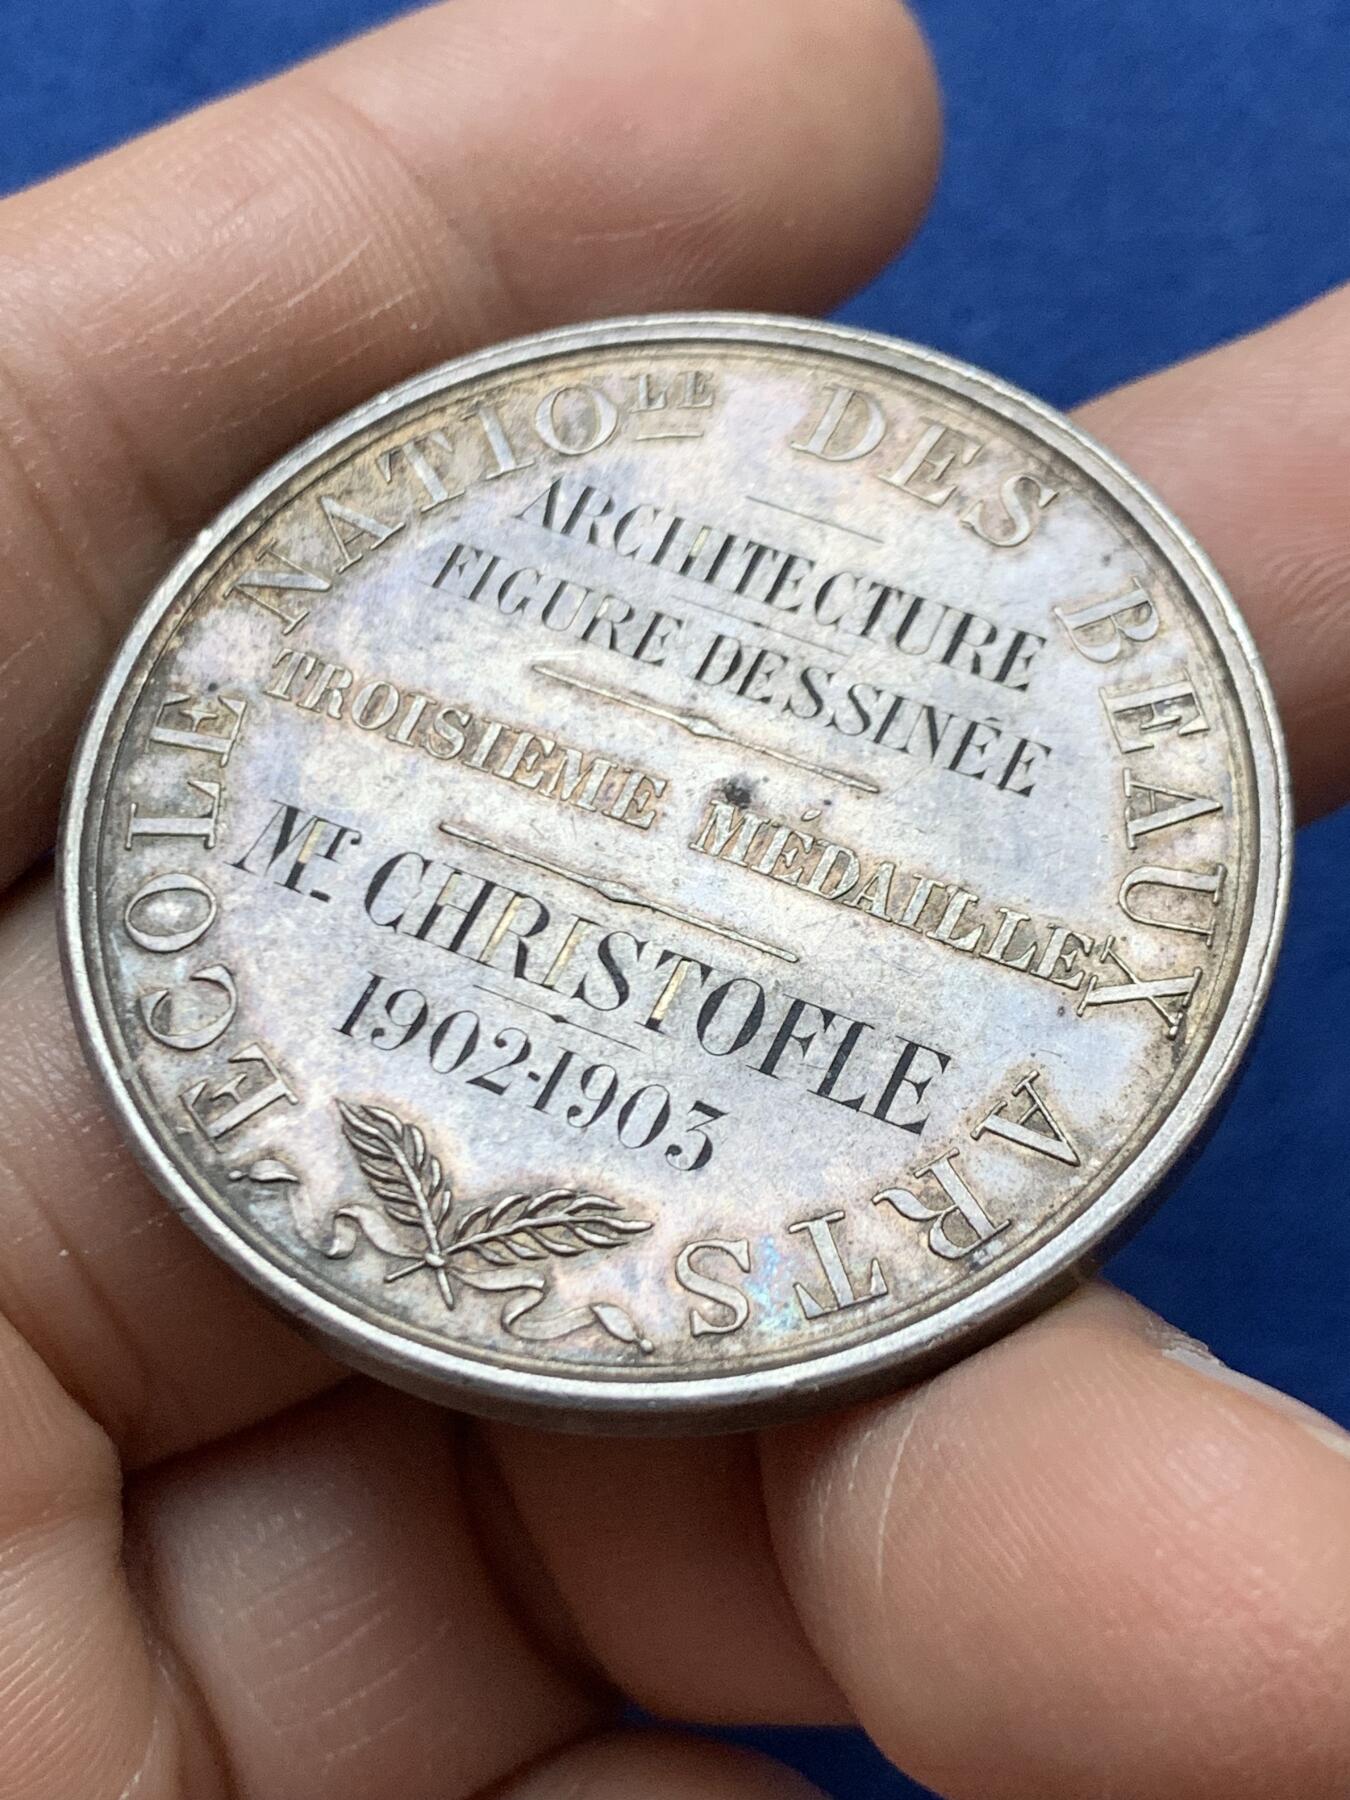 ECOLE NATIOLE DES BEAUX ARTS
ARCHITECTURE
FIGURE DESSINÉE
TROISIEME MÉDAILLE
Mr CHRISTOFLE
1902-1903